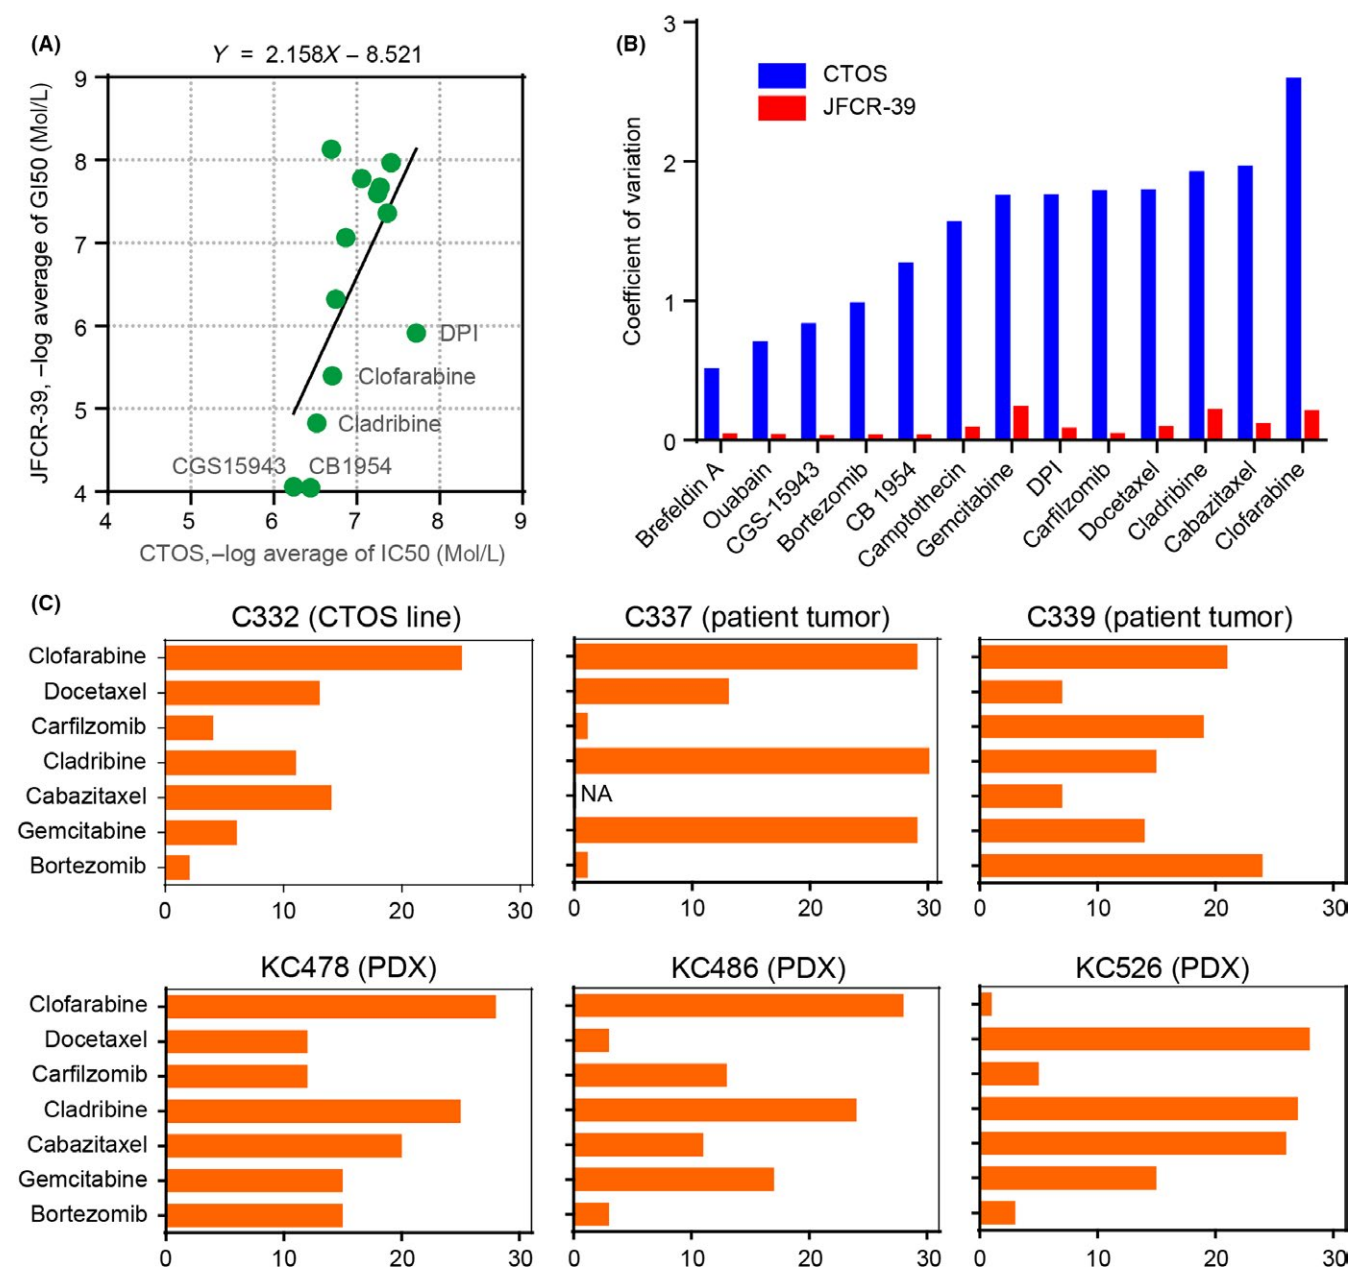 (A)
Y = 2.158X – 8.521
JFCR-39, –log average of GI50 (Mol/L)
9
8
7
6
5
4
DPI
Clofarabine
Cladribine
CGS15943 CB1954
4 5 6 7 8 9
CTOS,–log average of IC50 (Mol/L)
(B)
Coefficient of variation
3
2
1
0
CTOS
JFCR-39
Brefeldin A
Ouabain
CGS-15943
Bortezomib
CB 1954
Camptothecin
Gemcitabine
DPI
Carfilzomib
Docetaxel
Cladribine
Cabazitaxel
Clofarabine
(C)
C332 (CTOS line)
Clofarabine
Docetaxel
Carfilzomib
Cladribine
Cabazitaxel
Gemcitabine
Bortezomib
0 10 20 30
C337 (patient tumor)
NA
0 10 20 30
C339 (patient tumor)
0 10 20 30
KC478 (PDX)
Clofarabine
Docetaxel
Carfilzomib
Cladribine
Cabazitaxel
Gemcitabine
Bortezomib
0 10 20 30
KC486 (PDX)
0 10 20 30
KC526 (PDX)
0 10 20 30